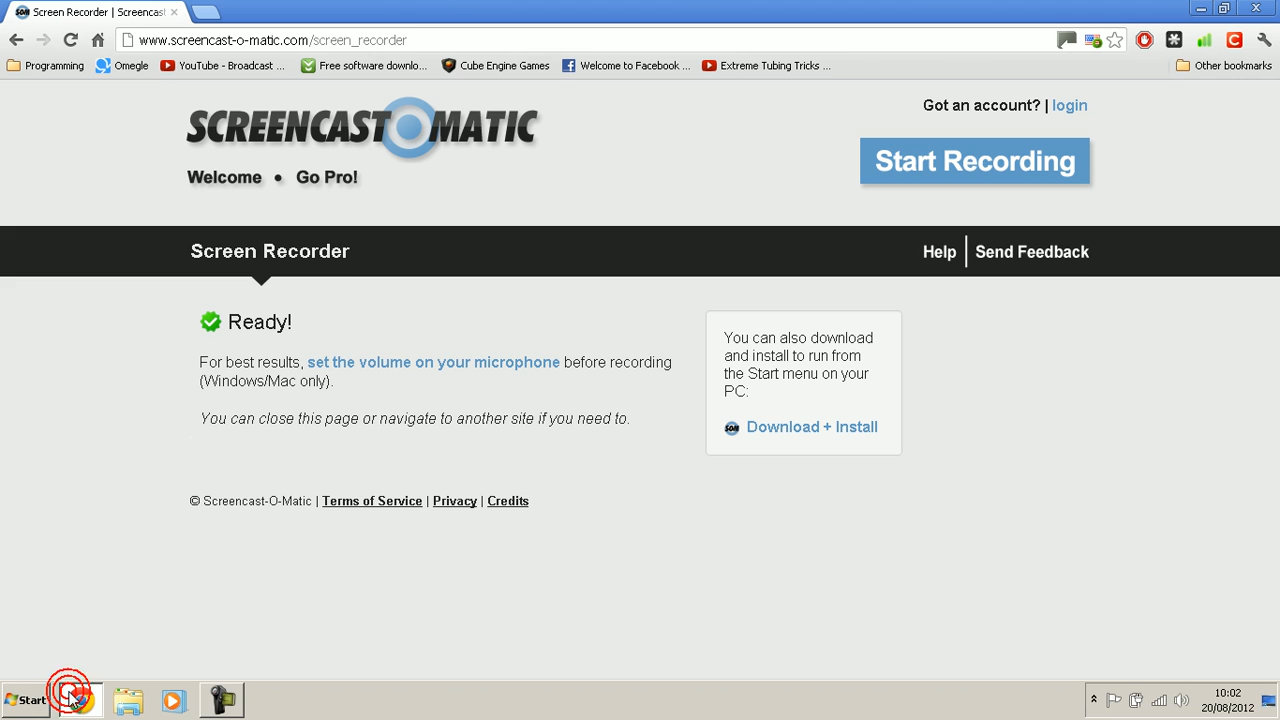 Screen Recorder | Screencast
www.screencast-o-matic.com/screen_recorder
Programming Omegle YouTube - Broadcast ... Free software downlo... Cube Engine Games Welcome to Facebook ... Extreme Tubing Tricks ... Other bookmarks
SCREENCAST-O-MATIC
Got an account? | login
Start Recording
Welcome • Go Pro!
Screen Recorder
Help | Send Feedback
Ready!
For best results, set the volume on your microphone before recording
(Windows/Mac only).
You can close this page or navigate to another site if you need to.
You can also download
and install to run from
the Start menu on your
PC:
SOM Download + Install
© Screencast-O-Matic | Terms of Service | Privacy | Credits
Start
10:02
20/08/2012